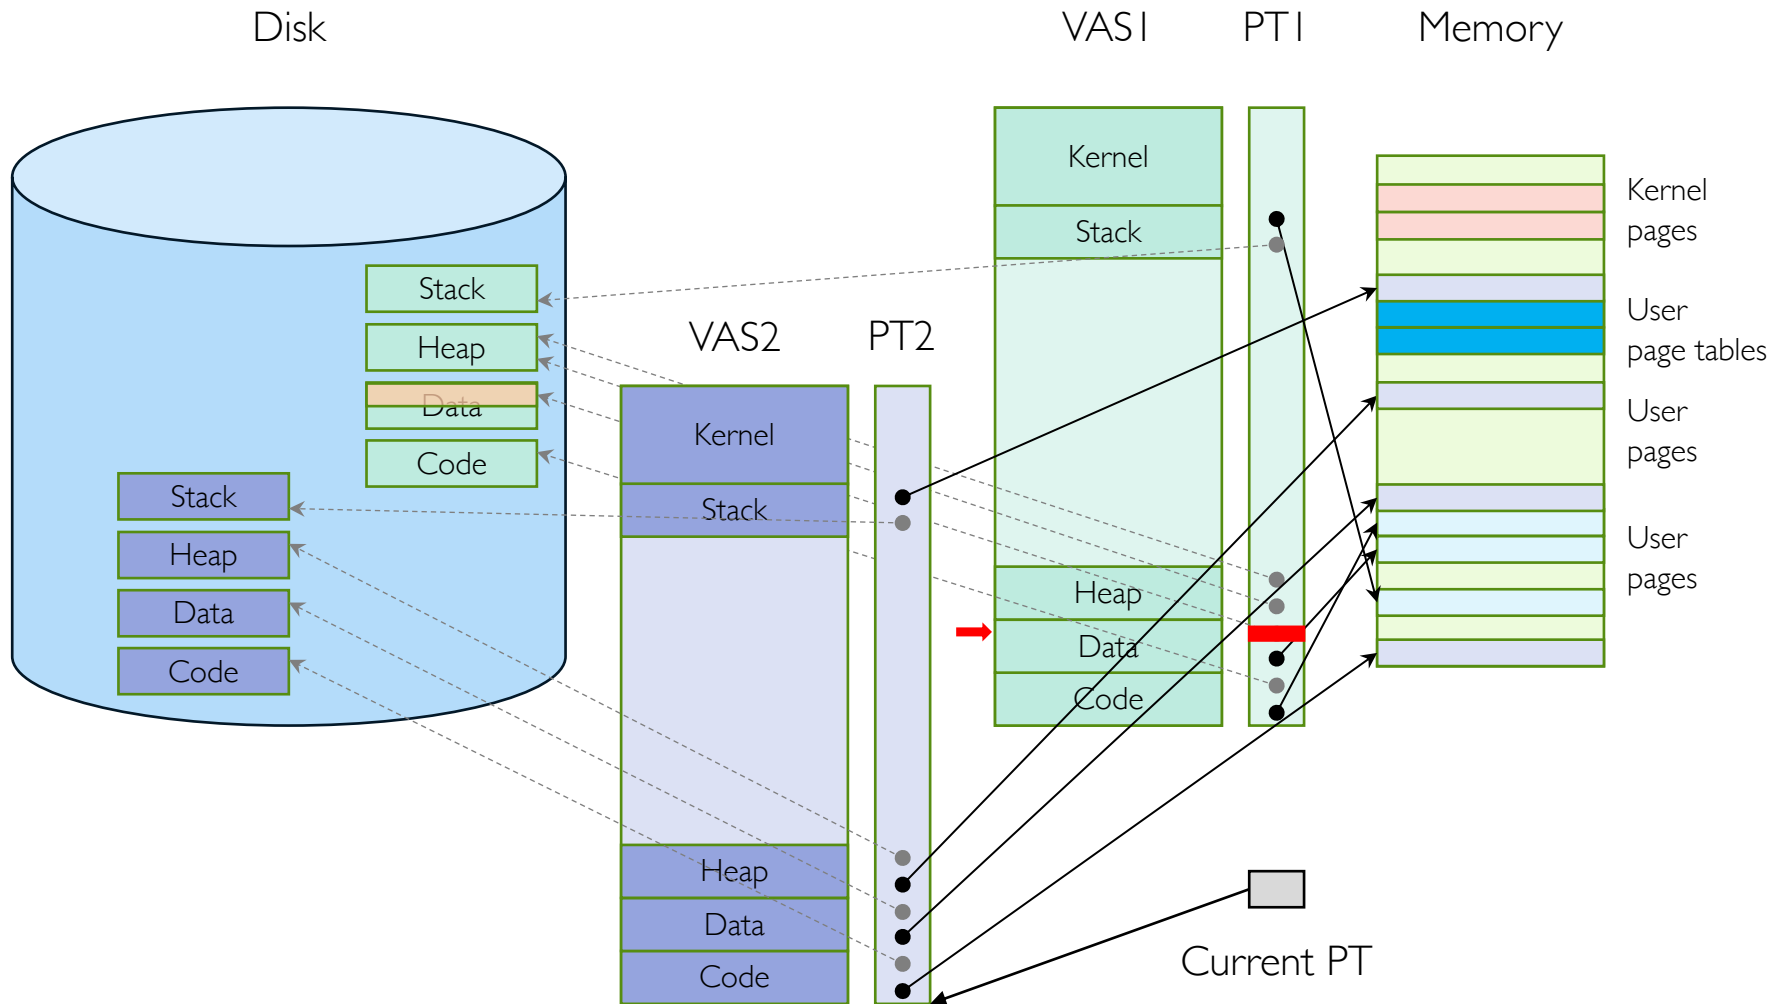 Disk
VAS1
PT1
Memory
Kernel
Stack
Heap
Data
Code
Kernel
pages
User
page tables
User
pages
User
pages
Stack
Heap
Data
Code
Stack
Heap
Data
Code
VAS2
PT2
Kernel
Stack
Heap
Data
Code
Current PT